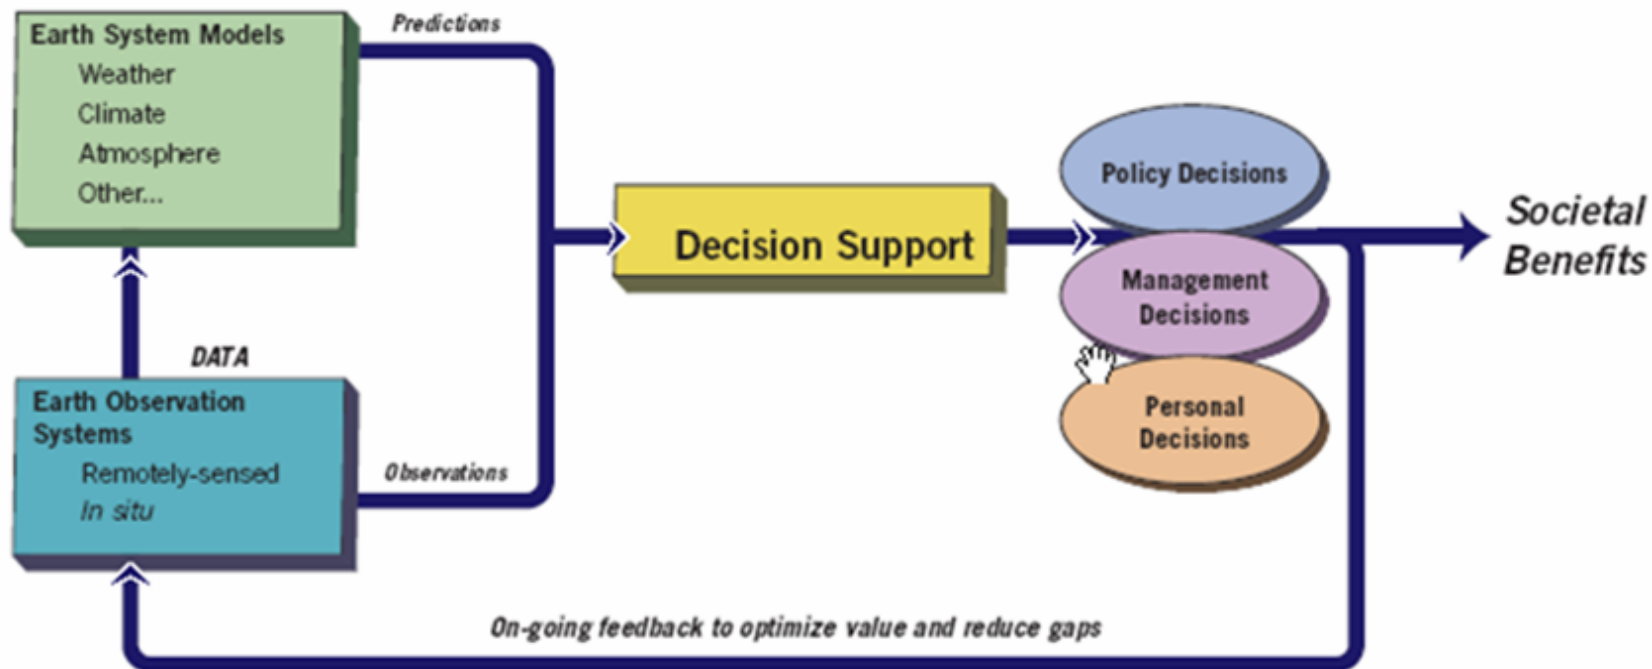 Predictions
Earth System Models
Weather
Climate
Atmosphere
Other...
DATA
Earth Observation
Systems
Remotely-sensed
In situ
Observations
Decision Support
Policy Decisions
Management
Decisions
Personal
Decisions
Societal
Benefits
On-going feedback to optimize value and reduce gaps